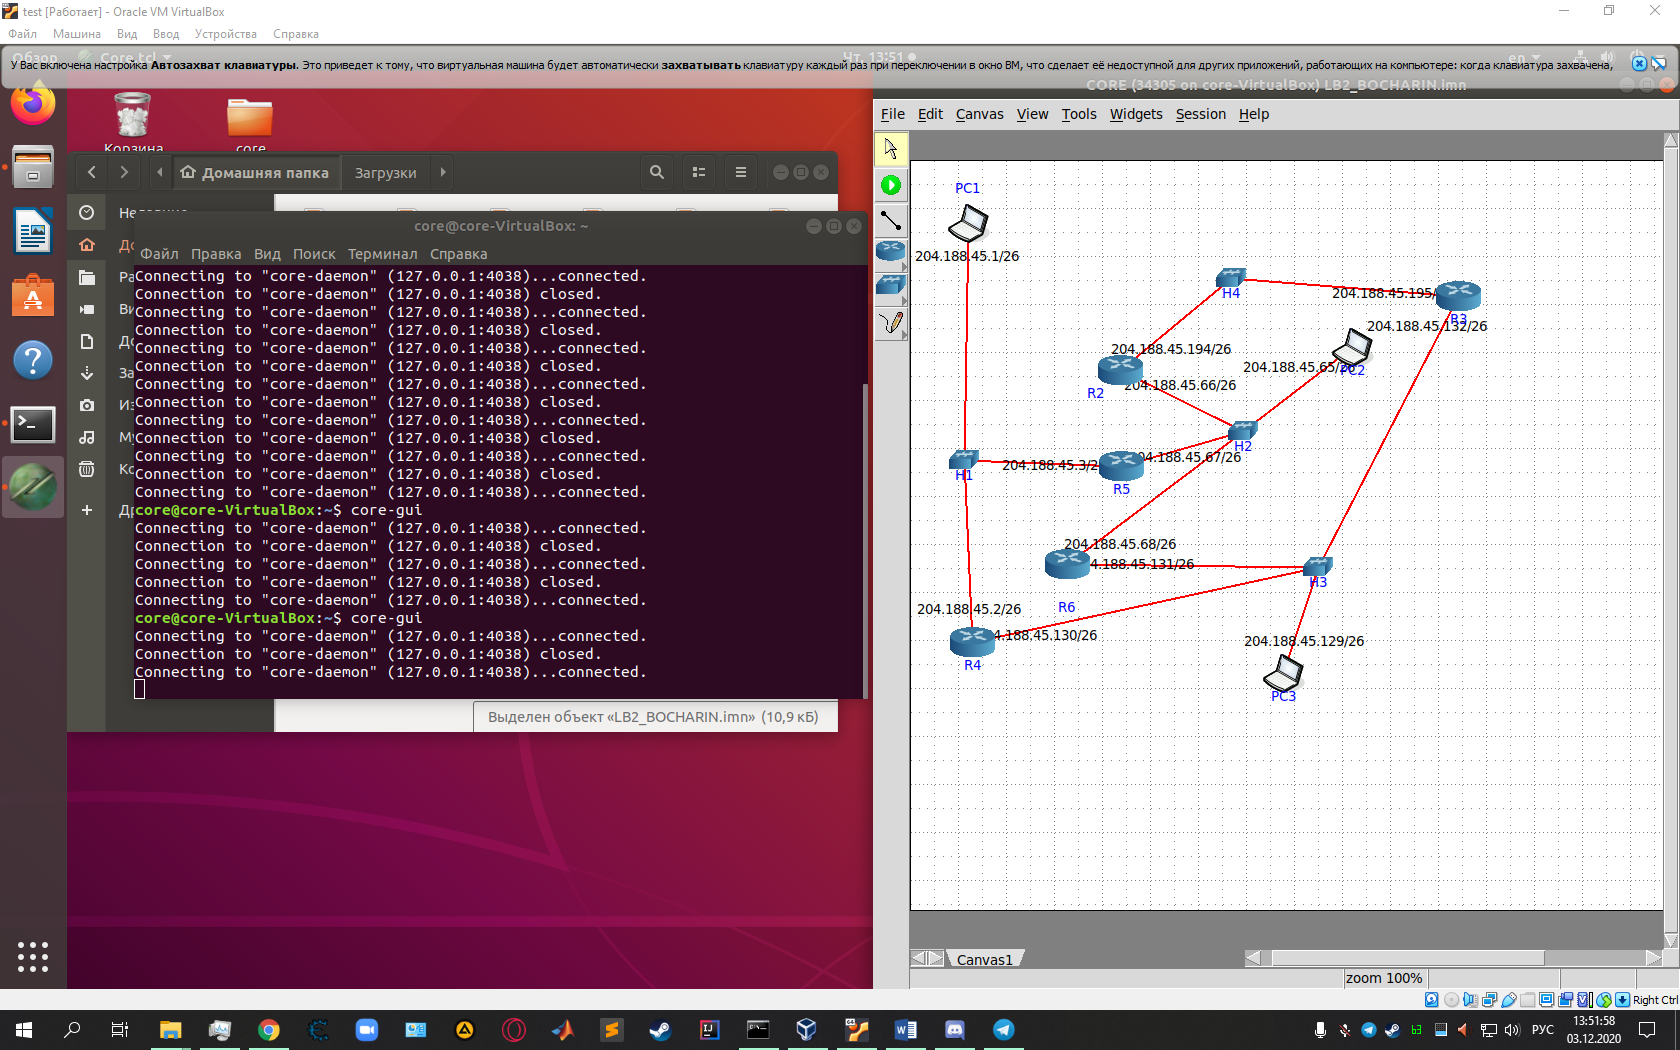 test [Работает] - Oracle VM VirtualBox
Файл Машина Вид Ввод Устройства Справка
Обзор Core.tcl Чт, 13:51 en
У Вас включена настройка Автозахват клавиатуры. Это приведет к тому, что виртуальная машина будет автоматически захватывать клавиатуру каждый раз при переключении в окно ВМ, что сделает её недоступной для других приложений, работающих на компьютере: когда клавиатура захвачена,
CORE (34305 on core-VirtualBox) LB2_BOCHARIN.imn
File Edit Canvas View Tools Widgets Session Help
Корзина
core
Домашняя папка Загрузки
До
Ра
Ви
До
За
Из
Му
Ко
Др
core@core-VirtualBox: ~
Файл Правка Вид Поиск Терминал Справка
Connecting to "core-daemon" (127.0.0.1:4038)...connected.
Connection to "core-daemon" (127.0.0.1:4038) closed.
Connecting to "core-daemon" (127.0.0.1:4038)...connected.
Connection to "core-daemon" (127.0.0.1:4038) closed.
Connecting to "core-daemon" (127.0.0.1:4038)...connected.
Connection to "core-daemon" (127.0.0.1:4038) closed.
Connecting to "core-daemon" (127.0.0.1:4038)...connected.
Connection to "core-daemon" (127.0.0.1:4038) closed.
Connecting to "core-daemon" (127.0.0.1:4038)...connected.
Connection to "core-daemon" (127.0.0.1:4038) closed.
Connecting to "core-daemon" (127.0.0.1:4038)...connected.
Connection to "core-daemon" (127.0.0.1:4038) closed.
Connecting to "core-daemon" (127.0.0.1:4038)...connected.
core@core-VirtualBox:~$ core-gui
Connecting to "core-daemon" (127.0.0.1:4038)...connected.
Connection to "core-daemon" (127.0.0.1:4038) closed.
Connecting to "core-daemon" (127.0.0.1:4038)...connected.
Connection to "core-daemon" (127.0.0.1:4038) closed.
Connecting to "core-daemon" (127.0.0.1:4038)...connected.
core@core-VirtualBox:~$ core-gui
Connecting to "core-daemon" (127.0.0.1:4038)...connected.
Connection to "core-daemon" (127.0.0.1:4038) closed.
Connecting to "core-daemon" (127.0.0.1:4038)...connected.
Выделен объект «LB2_BOCHARIN.imn» (10,9 кБ)
PC1
204.188.45.1/26
H4
204.188.45.195/
R3
204.188.45.132/26
204.188.45.194/26
204.188.45.65/26
PC2
204.188.45.66/26
R2
H2
204.188.45.67/26
204.188.45.3/2
H1
R5
204.188.45.68/26
4.188.45.131/26
H3
R6
204.188.45.2/26
4.188.45.130/26
204.188.45.129/26
R4
PC3
Canvas1
zoom 100%
Right Ctrl
РУС
13:51:58
03.12.2020